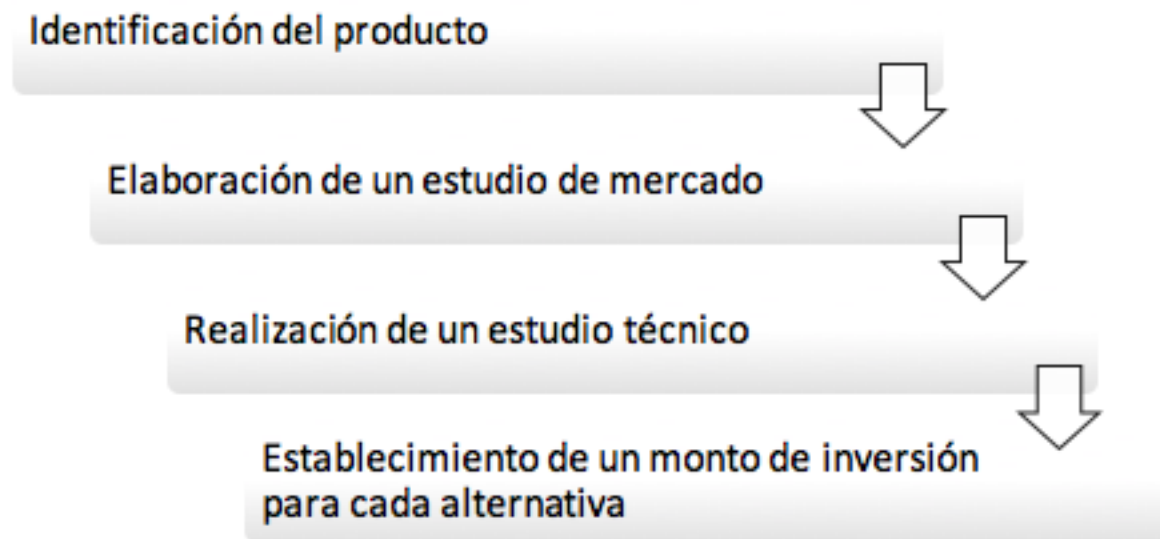 Identificación del producto
Elaboración de un estudio de mercado
Realización de un estudio técnico
Establecimiento de un monto de inversión
para cada alternativa